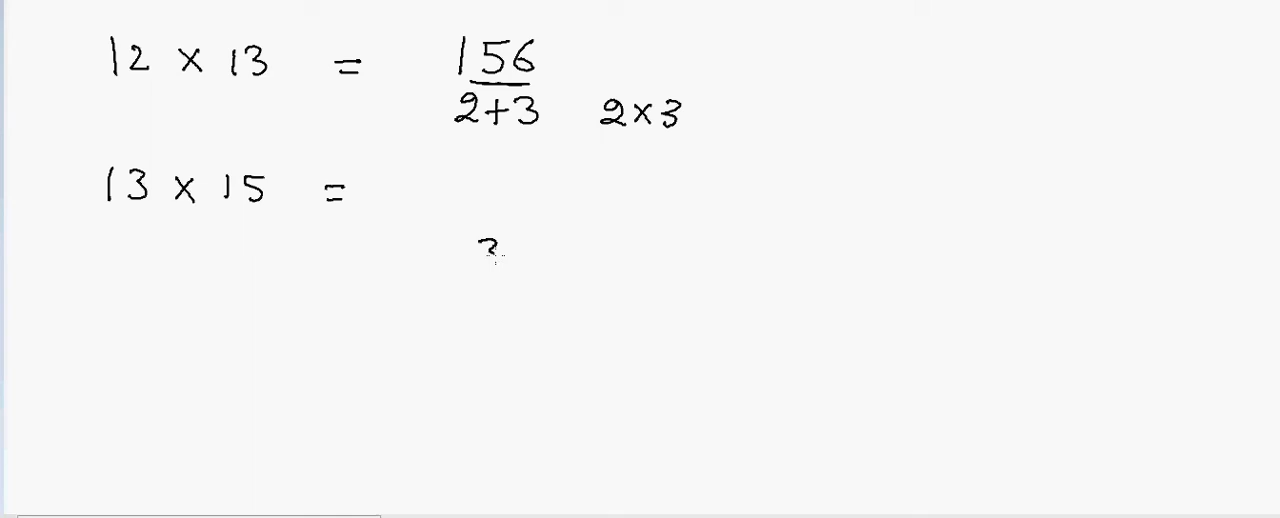 12 × 13 = 156
2+3 2×3
13 × 15 =
3